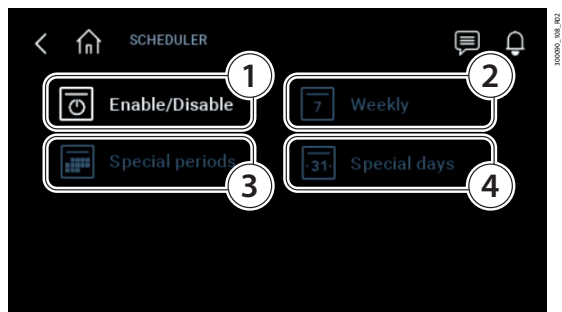 SCHEDULER
1
2
Enable/Disable
7 Weekly
Special periods
·31· Special days
3
4
300090_108_R02